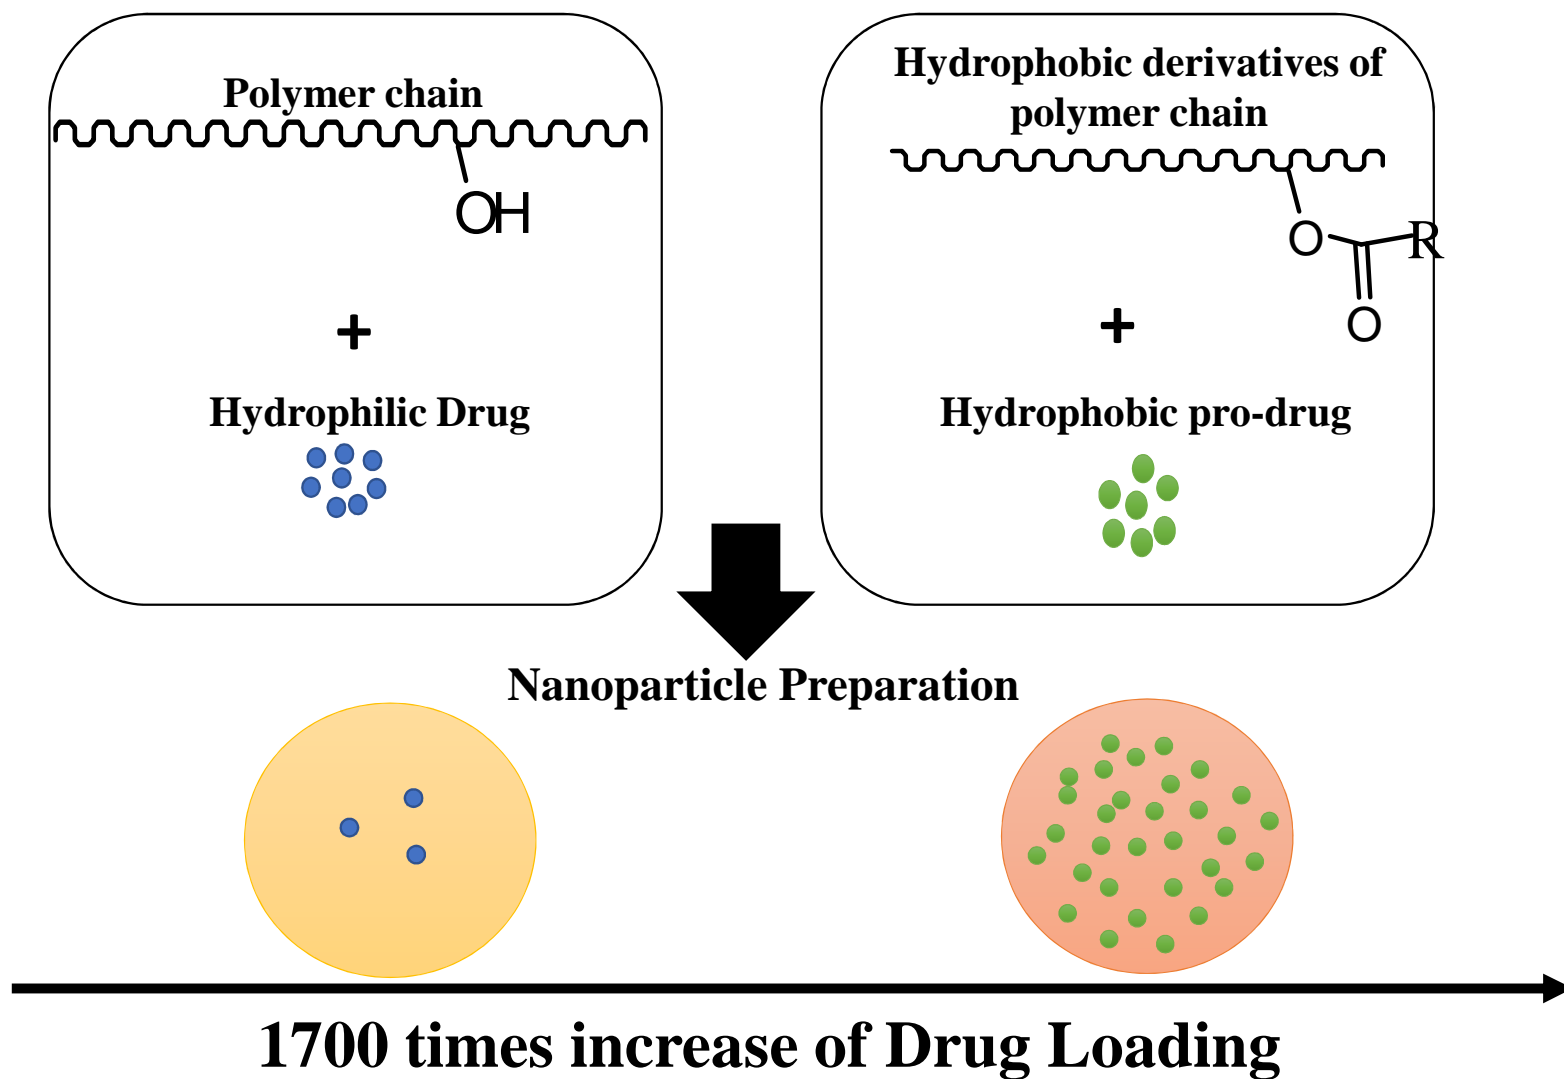 Polymer chain
OH
+
Hydrophilic Drug
Hydrophobic derivatives of
polymer chain
O
R
O
+
Hydrophobic pro-drug
Nanoparticle Preparation
1700 times increase of Drug Loading